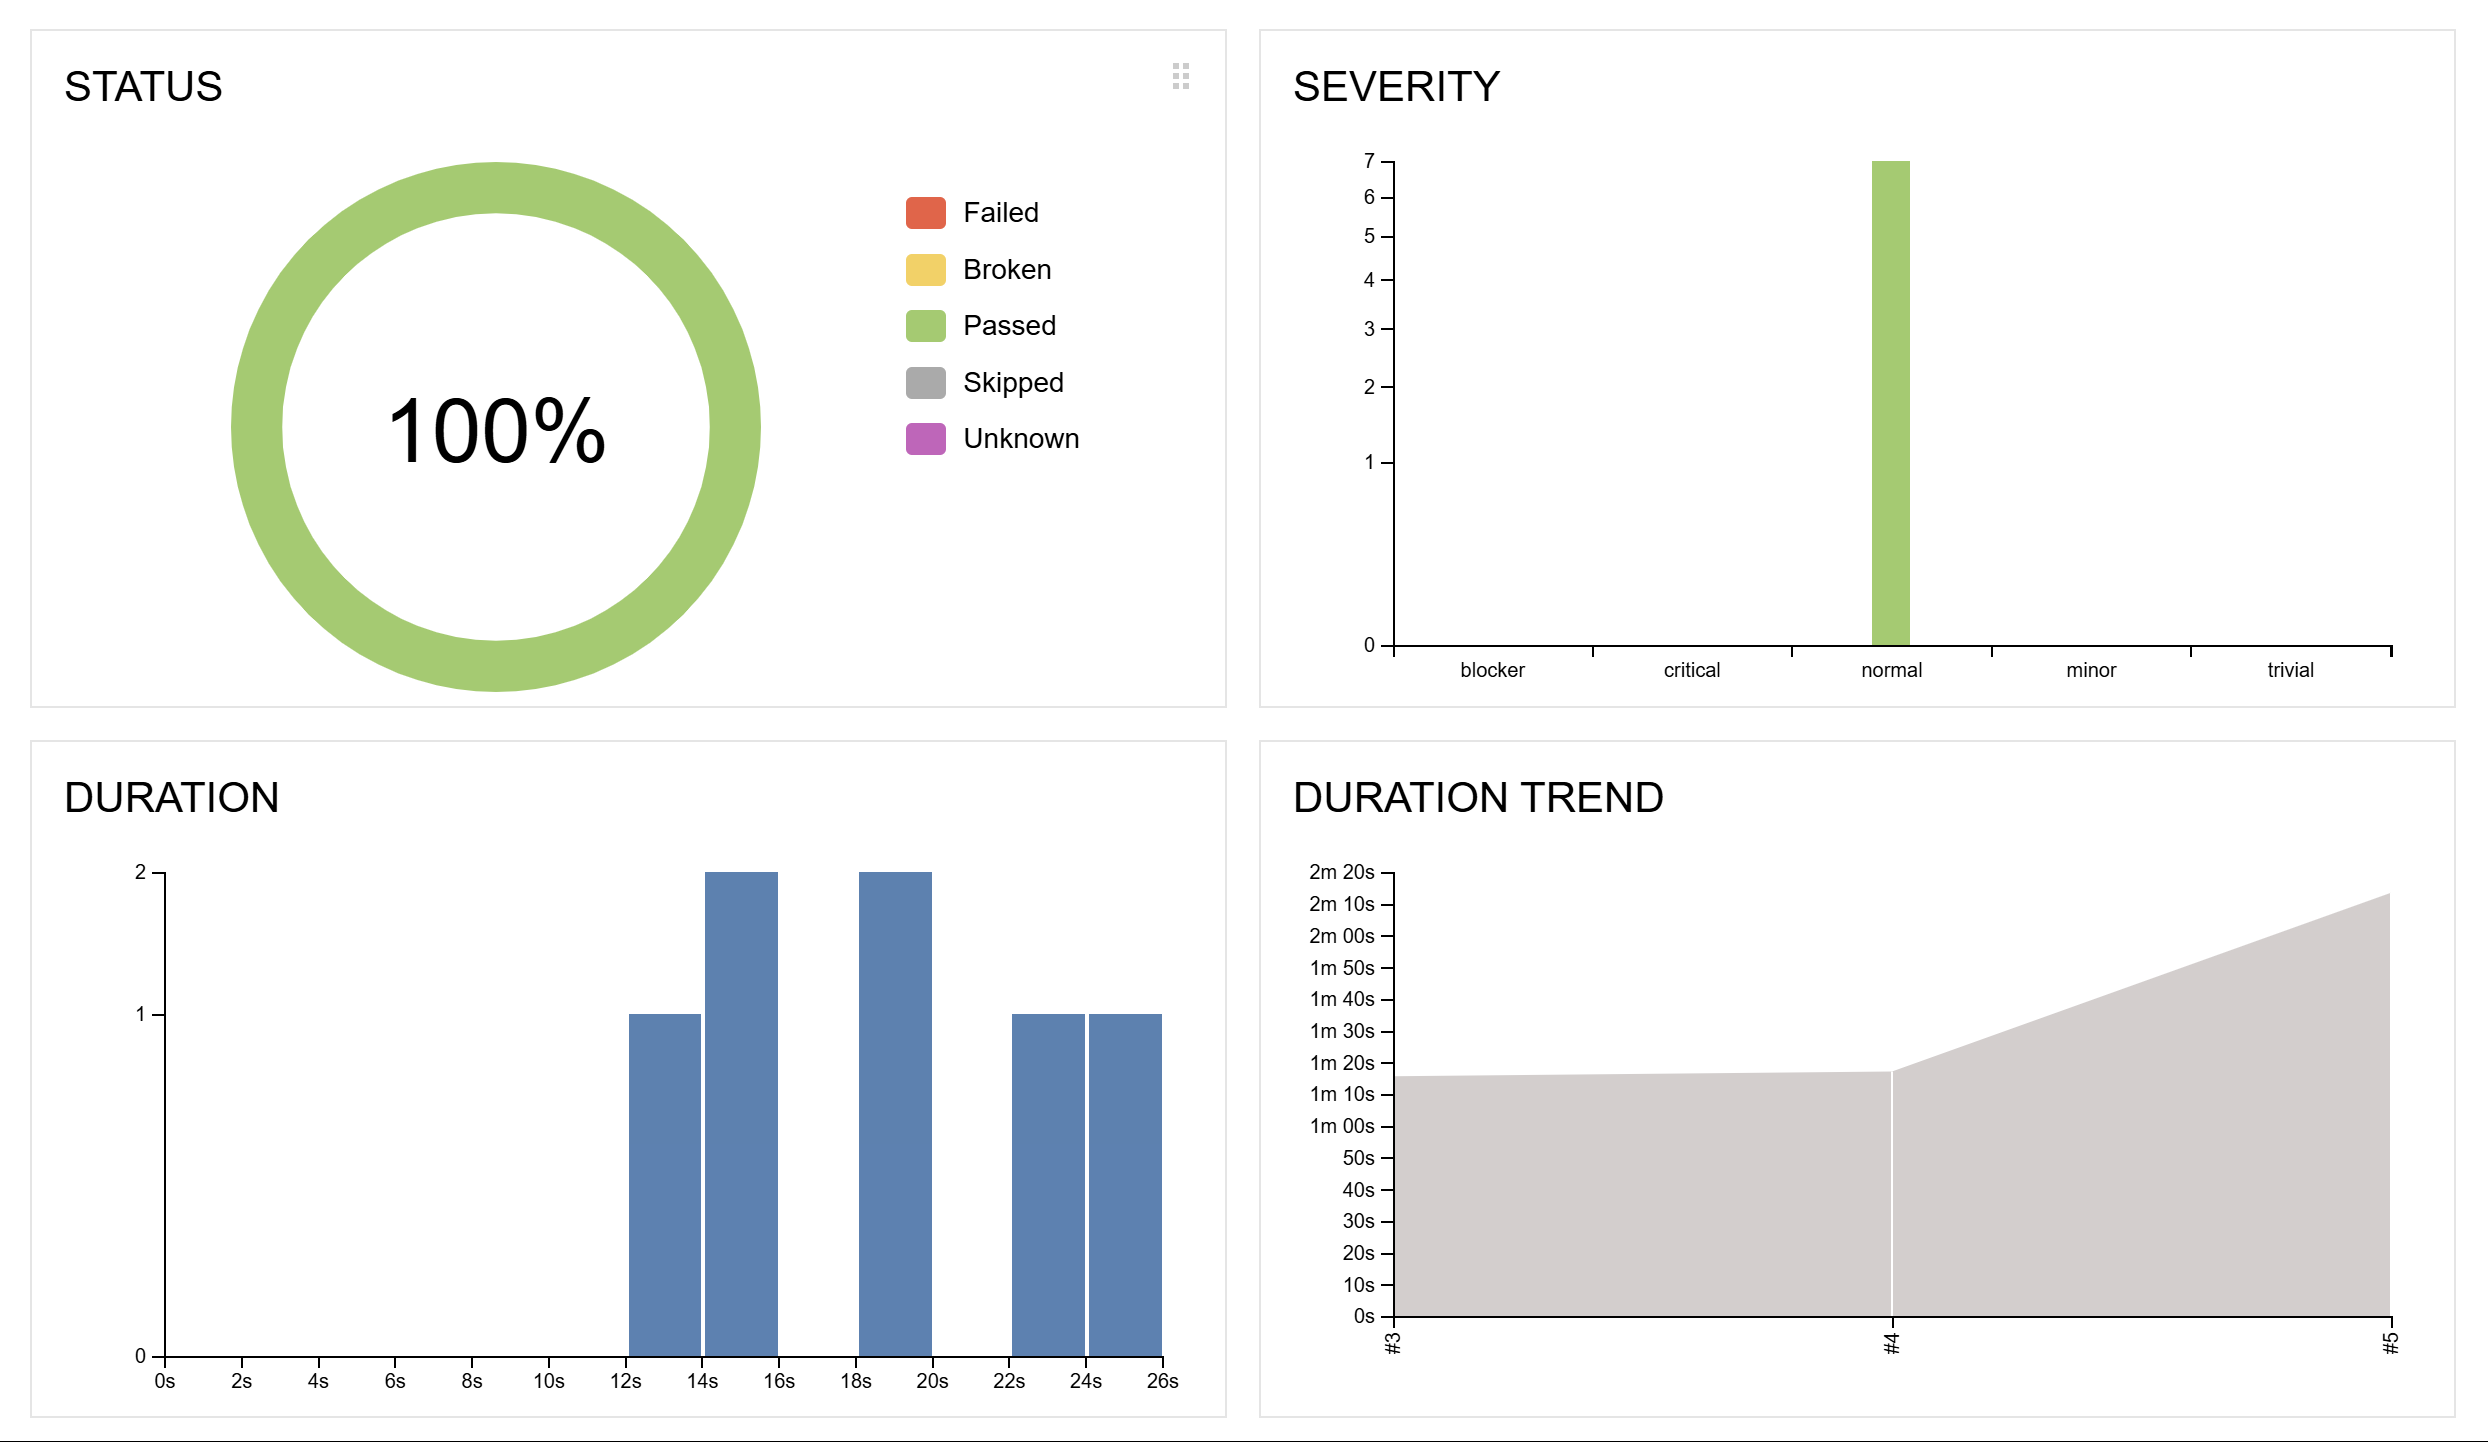 STATUS
100%
Failed
Broken
Passed
Skipped
Unknown
SEVERITY
7
6
5
4
3
2
1
0
blocker critical normal minor trivial
DURATION
2
1
0
0s 2s 4s 6s 8s 10s 12s 14s 16s 18s 20s 22s 24s 26s
DURATION TREND
2m 20s
2m 10s
2m 00s
1m 50s
1m 40s
1m 30s
1m 20s
1m 10s
1m 00s
50s
40s
30s
20s
10s
0s
#3 #4 #5